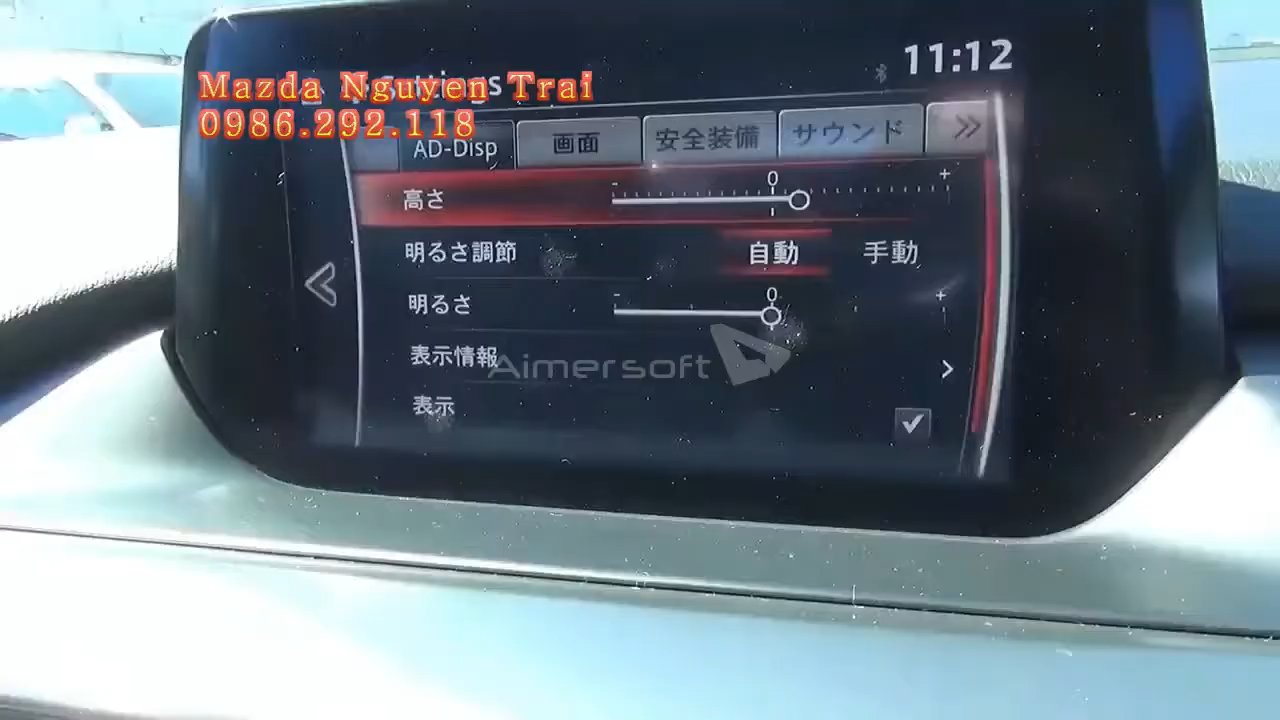 11:12
Mazda Nguyen Trai
Settings
0986.292.118
AD-Disp 画面 安全装備 サウンド
高さ - 0 +
明るさ調節 自動 手動
明るさ - 0 +
表示情報
Aimersoft
表示